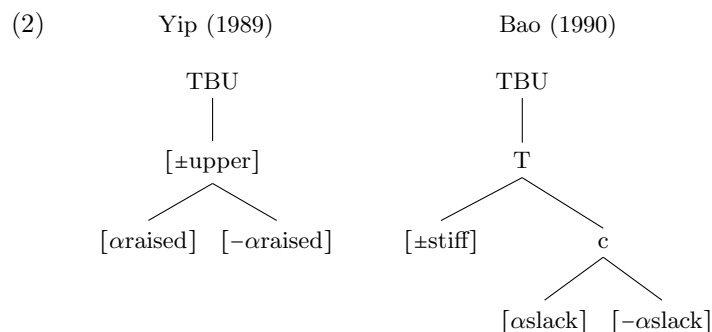 (2) Yip (1989) Bao (1990)
TBU TBU
[±upper] T
[αraised] [−αraised] [±stiff] c
[αslack] [−αslack]